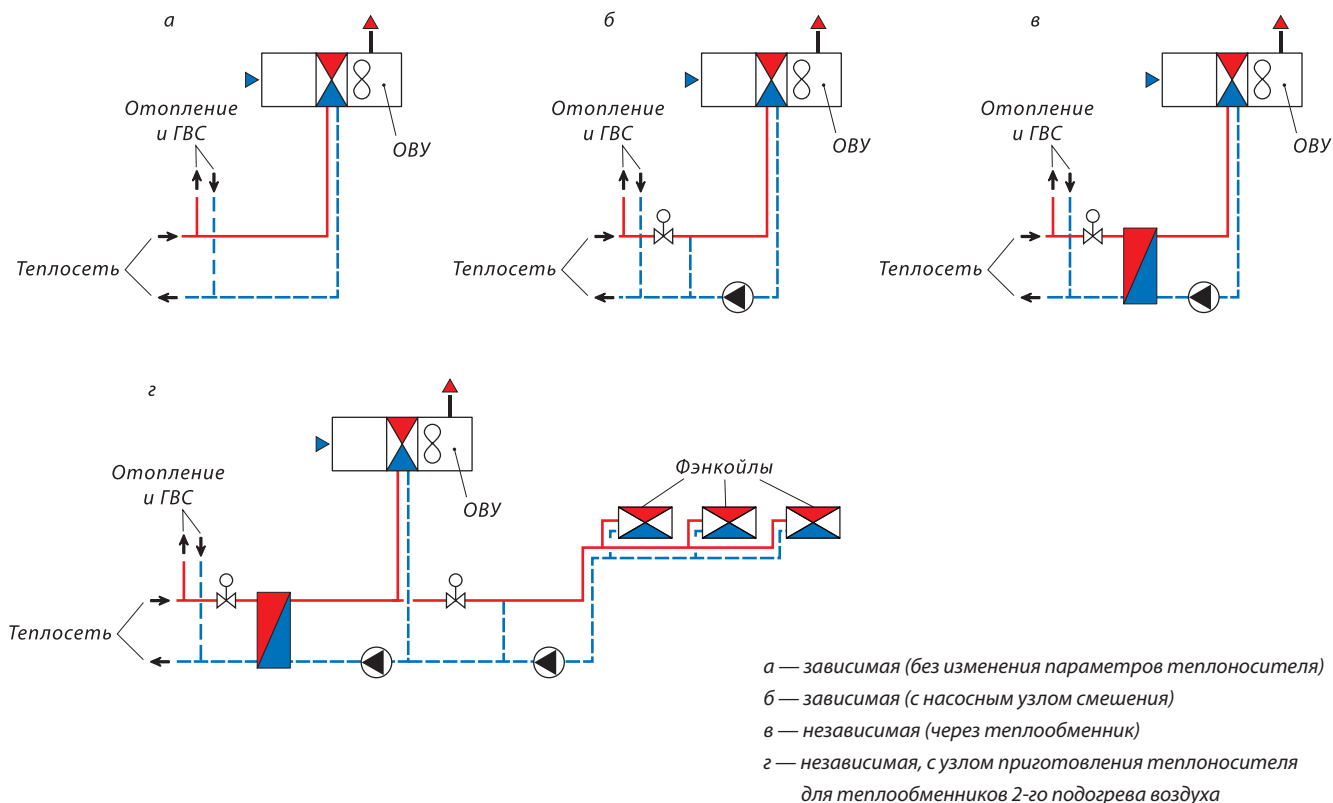 а
Отопление
и ГВС
ОВУ
Теплосеть
б
Отопление
и ГВС
ОВУ
Теплосеть
в
Отопление
и ГВС
ОВУ
Теплосеть
г
Отопление
и ГВС
ОВУ
Фэнкойлы
Теплосеть
а — зависимая (без изменения параметров теплоносителя)
б — зависимая (с насосным узлом смешения)
в — независимая (через теплообменник)
г — независимая, с узлом приготовления теплоносителя
для теплообменников 2-го подогрева воздуха